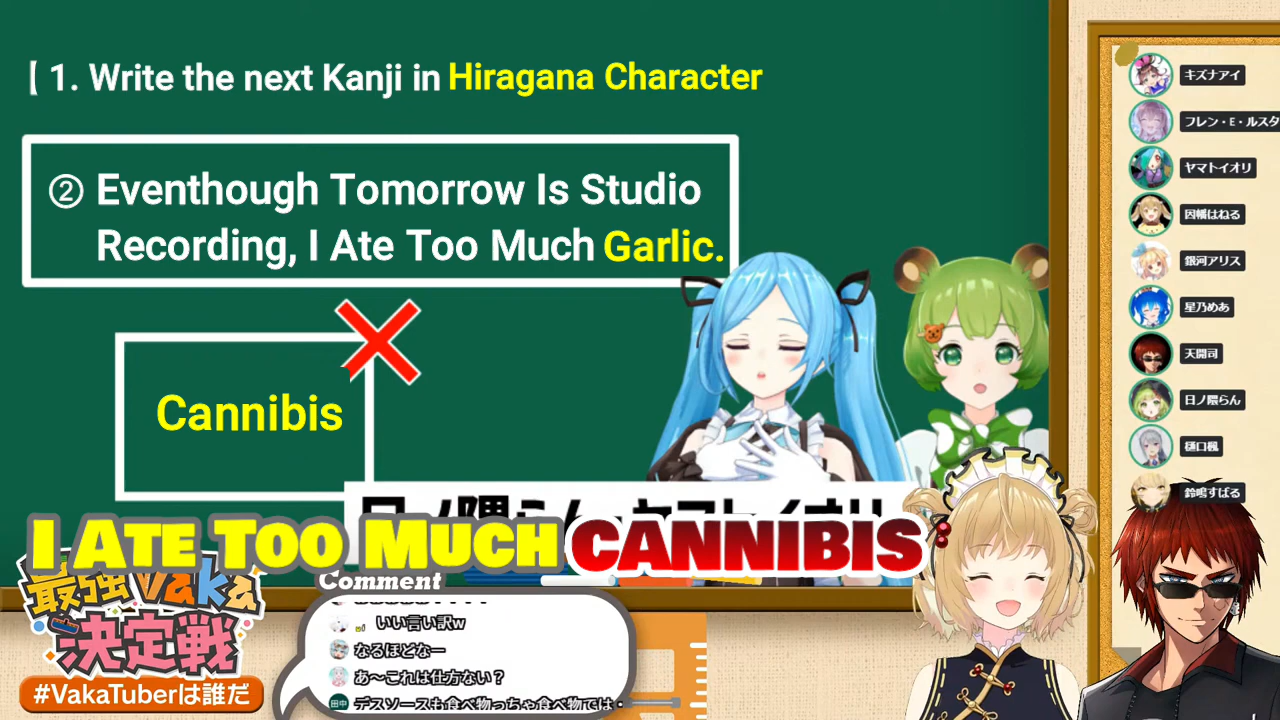 【 1. Write the next Kanji in Hiragana Character
② Eventhough Tomorrow Is Studio
Recording, I Ate Too Much Garlic.
Cannibis
I ATE TOO MUCH CANNIBIS
最強Vaka
決定戦
#VakaTuberは誰だ
Comment
いい言い訳w
なるほどなー
あ～これは仕方ない？
田中 デスソースも食べ物っちゃ食べ物では・
キズナアイ
フレン・E・ルスタ
ヤマトイオリ
因幡はねる
銀河アリス
星乃めあ
天開司
日ノ隈らん
樋口楓
鈴鳴すばる